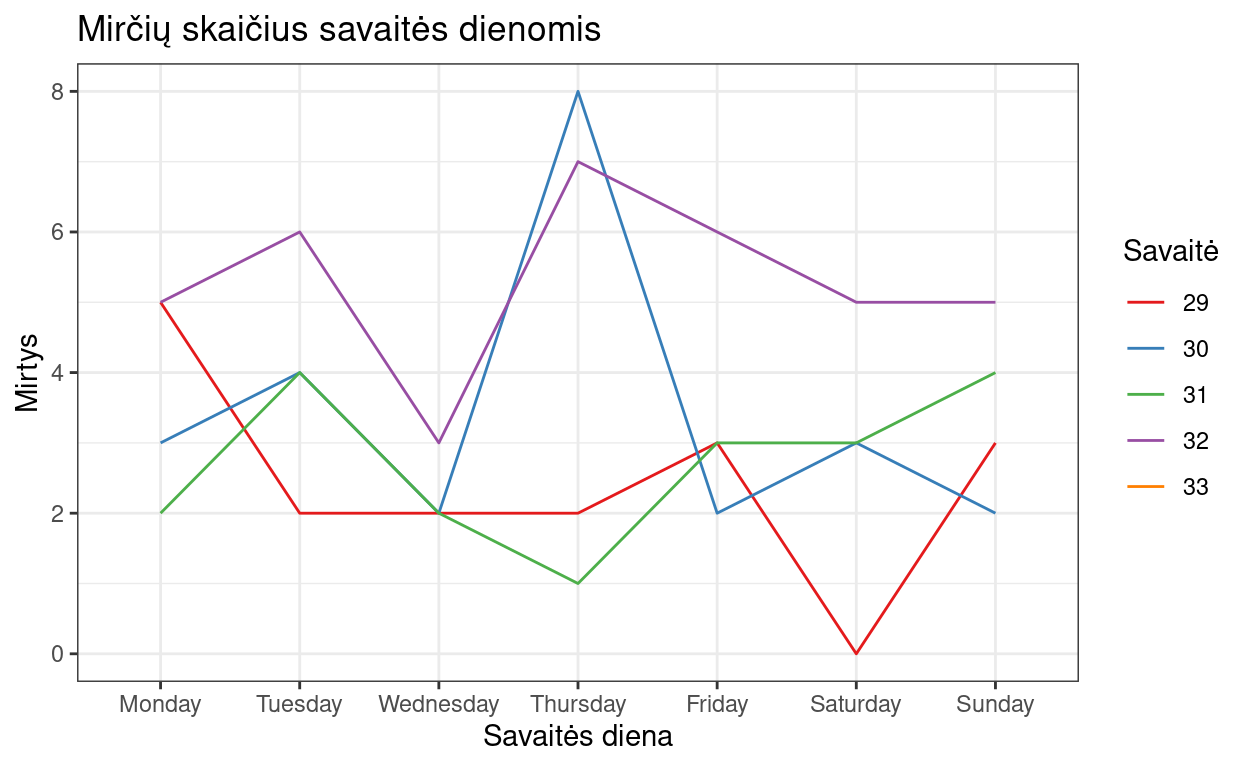 Mirčių skaičius savaitės dienomis
8
6
4
2
0
Mirtys
Monday Tuesday Wednesday Thursday Friday Saturday Sunday
Savaitės diena
Savaitė
29
30
31
32
33